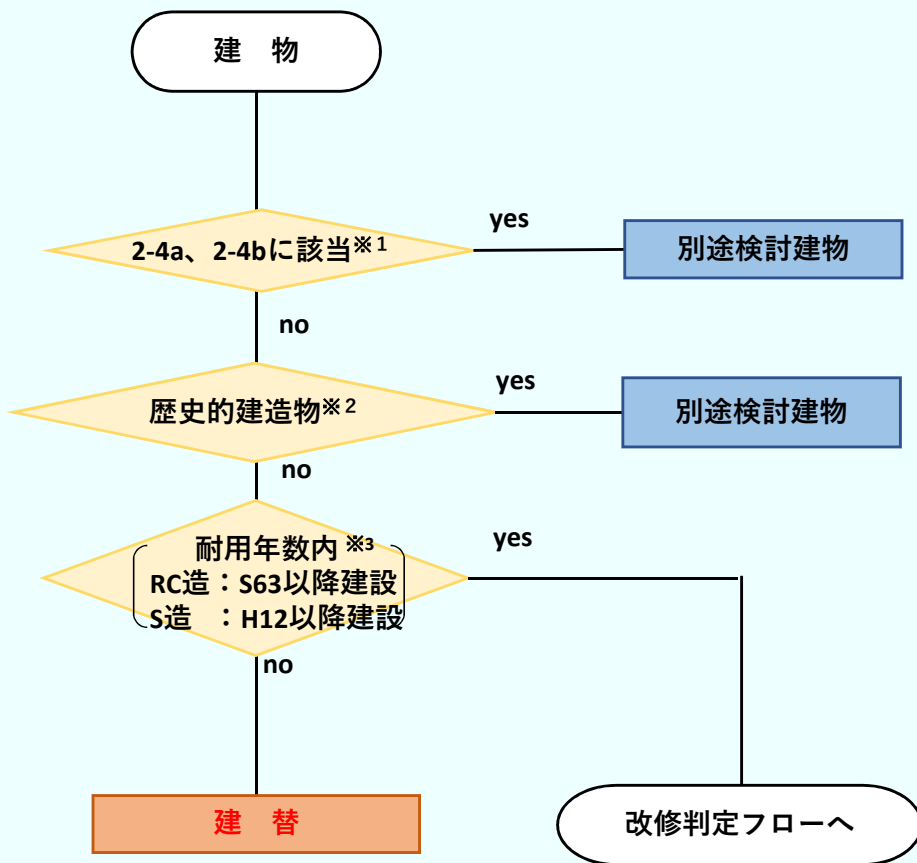 建　物
yes
2-4a、2-4bに該当※1
別途検討建物
no
yes
歴史的建造物※2
別途検討建物
no
yes
耐用年数内※3
RC造：S63以降建設
S造　：H12以降建設
no
建　替
改修判定フローへ